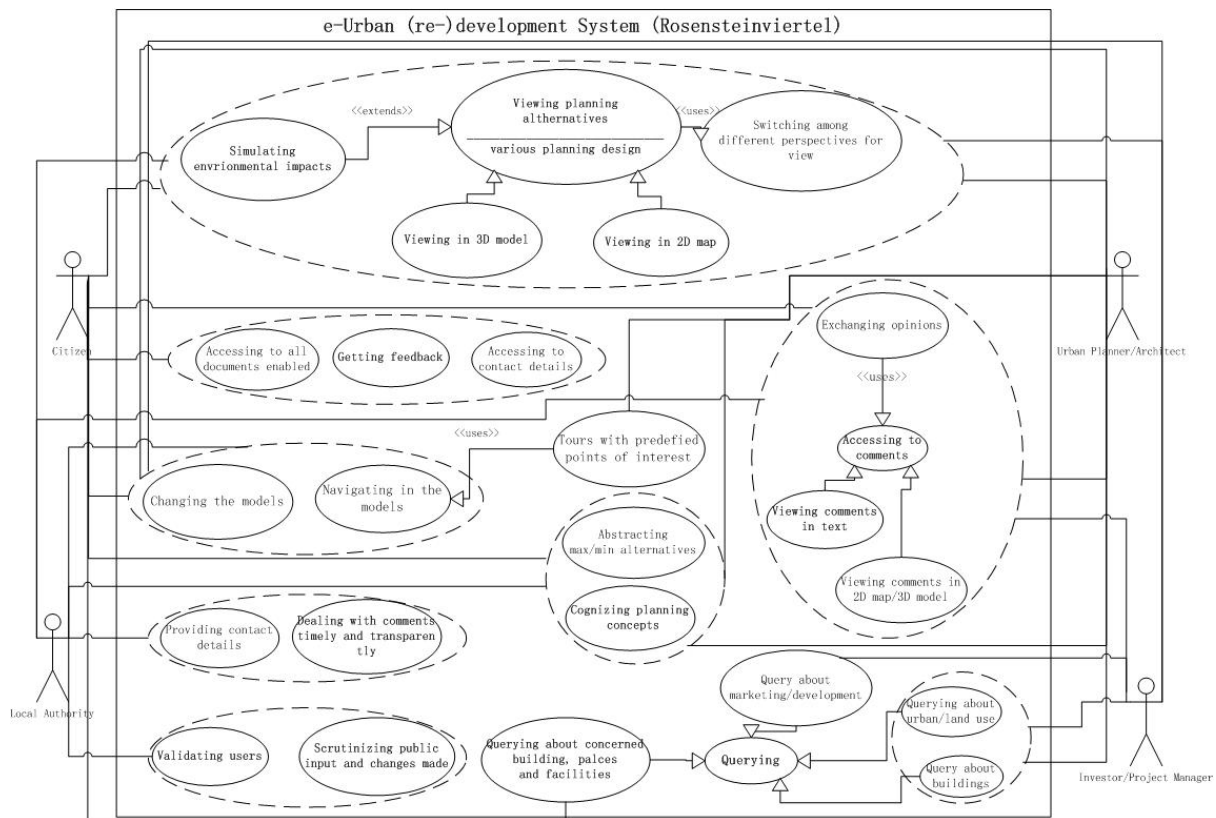 e-Urban (re-)development System (Rosensteinviertel)
<<extends>>
Viewing planning
althernatives
various planning design
<<uses>>
Switching among
different perspectives for
view
Simulating
envrionmental impacts
Viewing in 3D model
Viewing in 2D map
Citizen
Urban Planner/Architect
Exchanging opinions
Accessing to all
documents enabled
Getting feedback
Accessing to
contact details
<<uses>>
Accessing to
comments
<<uses>>
Tours with predefied
points of interest
Changing the models
Navigating in the
models
Viewing comments
in text
Abstracting
max/min alternatives
Viewing comments in
2D map/3D model
Cognizing planning
concepts
Providing contact
details
Dealing with comments
timely and transparen
tly
Local Authority
Query about
marketing/development
Querying about
urban/land use
Validating users
Scrutinizing public
input and changes made
Querying about concerned
building, palces
and facilities
Querying
Query about
buildings
Investor/Project Manager